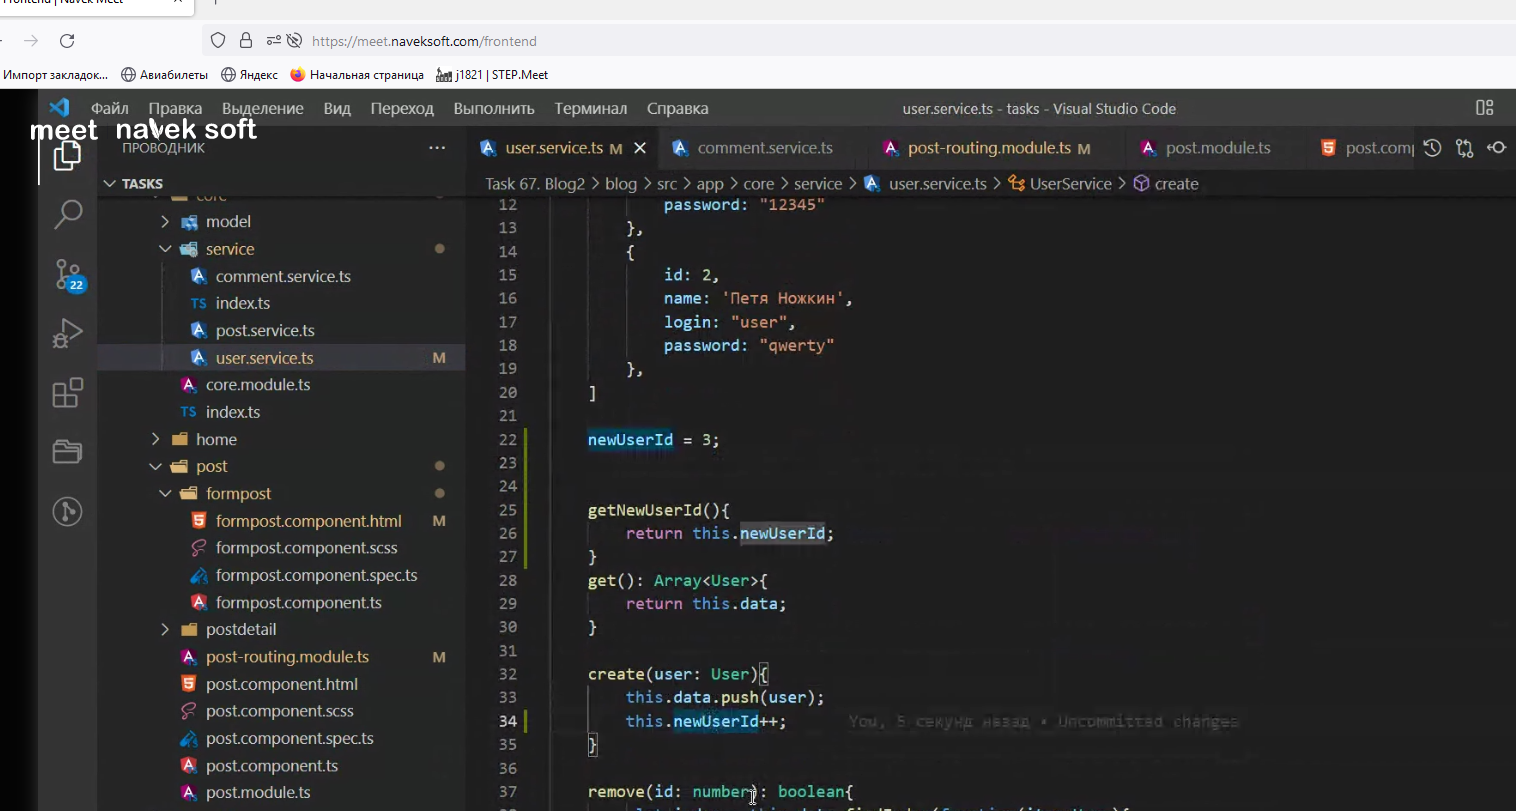 Frontend | Navek Meet
https://meet.naveksoft.com/frontend
Импорт закладок... Авиабилеты Яндекс Начальная страница j1821 | STEP.Meet
Файл Правка Выделение Вид Переход Выполнить Терминал Справка user.service.ts - tasks - Visual Studio Code
meet navek soft
ПРОВОДНИК ...
user.service.ts M comment.service.ts post-routing.module.ts M post.module.ts post.comp
TASKS
Task 67. Blog2 > blog > src > app > core > service > user.service.ts > UserService > create
core
model
service
comment.service.ts
TS index.ts
post.service.ts
user.service.ts M
core.module.ts
TS index.ts
home
post
formpost
formpost.component.html M
formpost.component.scss
formpost.component.spec.ts
formpost.component.ts
postdetail
post-routing.module.ts M
post.component.html
post.component.scss
post.component.spec.ts
post.component.ts
post.module.ts
22
12 password: "12345"
13 },
14 {
15 id: 2,
16 name: 'Петя Ножкин',
17 login: "user",
18 password: "qwerty"
19 },
20 ]
21
22 newUserId = 3;
23
24
25 getNewUserId(){
26 return this.newUserId;
27 }
28 get(): Array<User>{
29 return this.data;
30 }
31
32 create(user: User){
33 this.data.push(user);
34 this.newUserId++; You, 5 секунд назад • Uncommitted changes
35 }
36
37 remove(id: number): boolean{